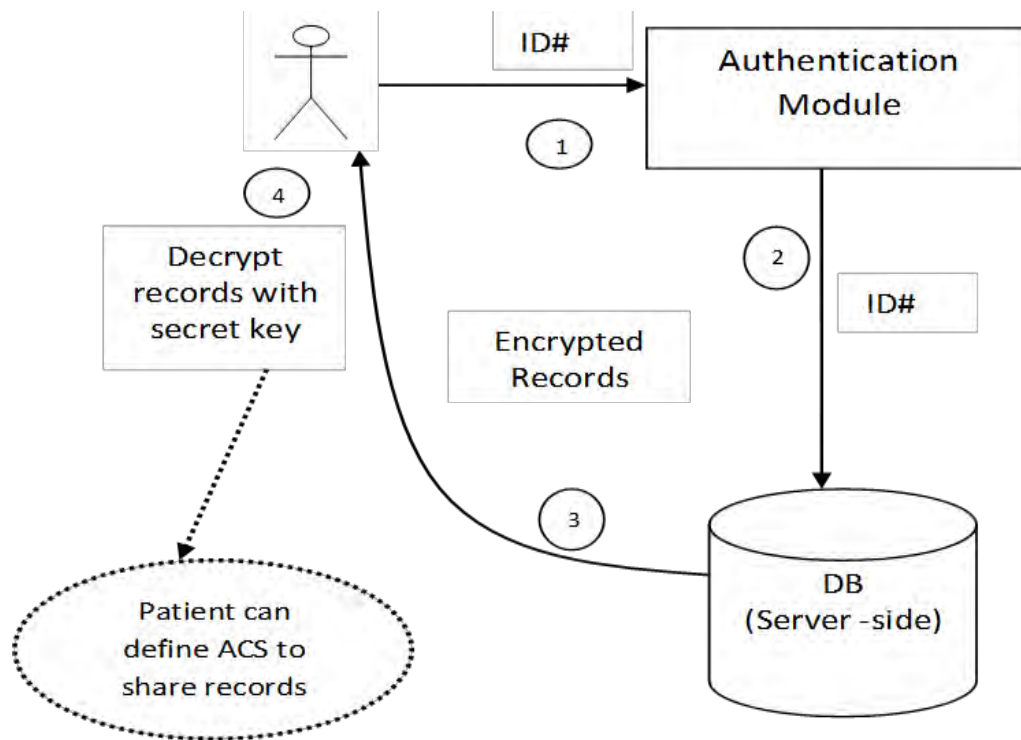 ID#
Authentication
Module
1
2
ID#
4
Decrypt
records with
secret key
Encrypted
Records
3
DB
(Server -side)
Patient can
define ACS to
share records